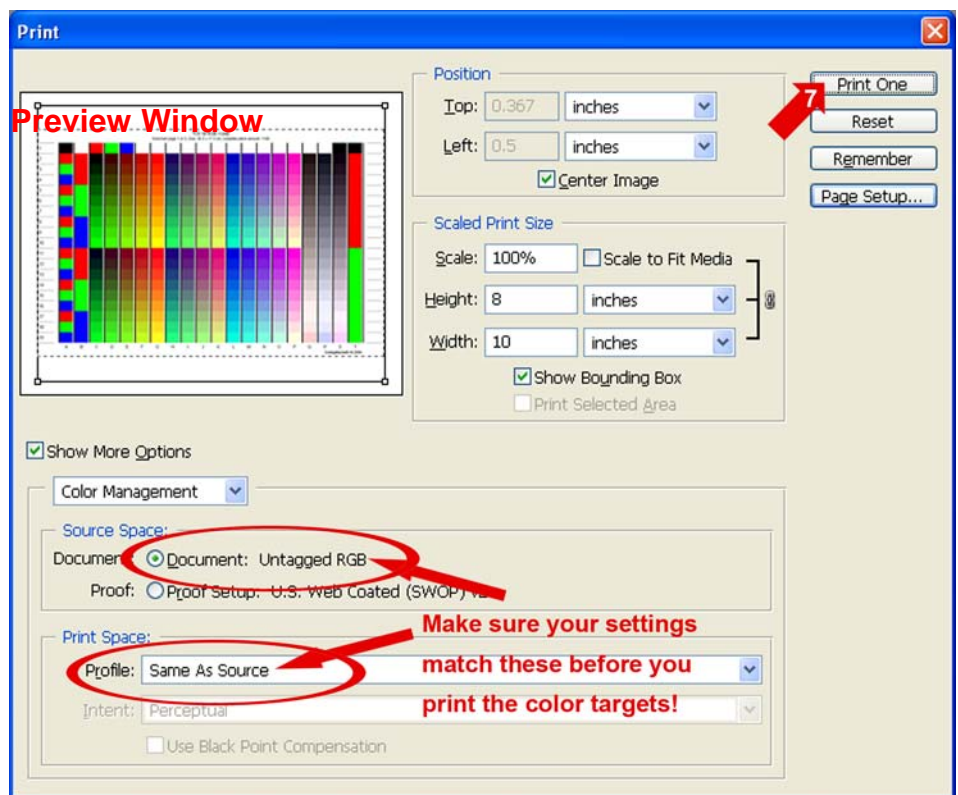 Print
Preview Window
Position
Top: 0.367 inches
Left: 0.5 inches
Center Image
Scaled Print Size
Scale: 100% Scale to Fit Media
Height: 8 inches
Width: 10 inches
Show Bounding Box
Print Selected Area
7
Print One
Reset
Remember
Page Setup...
Show More Options
Color Management
Source Space:
Document: Document: Untagged RGB
Proof: Proof Setup: U.S. Web Coated (SWOP)
Print Space:
Profile: Same As Source
Intent: Perceptual
Use Black Point Compensation
Make sure your settings
match these before you
print the color targets!